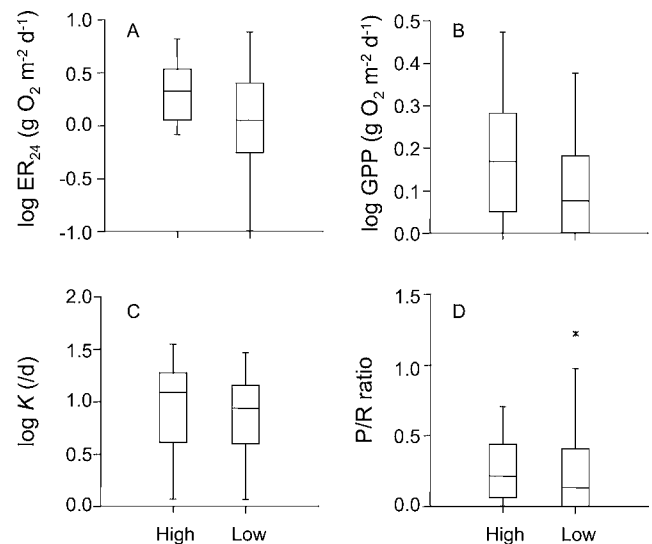 A
log ER24 (g O2 m-2 d-1)
1.0
0.5
0.0
-0.5
-1.0
B
log GPP (g O2 m-2 d-1)
0.5
0.4
0.3
0.2
0.1
0.0
C
log K (/d)
2.0
1.5
1.0
0.5
0.0
High Low
D
P/R ratio
1.5
1.0
0.5
0.0
High Low